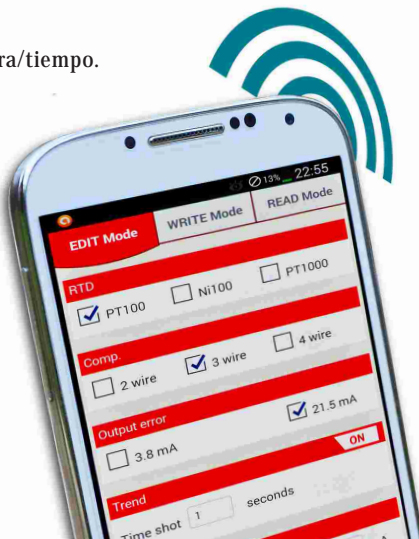 ra/tiempo.
13% 22:55
EDIT Mode WRITE Mode READ Mode
RTD
PT100 Ni100 PT1000
Comp.
2 wire 3 wire 4 wire
Output error
3.8 mA 21.5 mA
Trend ON
Time shot 1 seconds